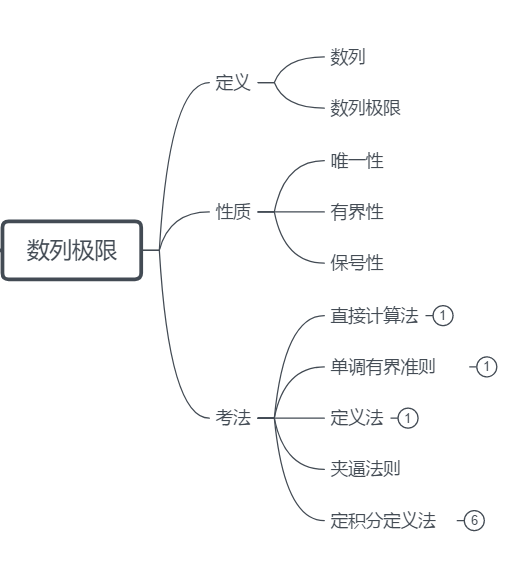 数列极限
定义
数列
数列极限
性质
唯一性
有界性
保号性
考法
直接计算法 1
单调有界准则 1
定义法 1
夹逼法则
定积分定义法 6